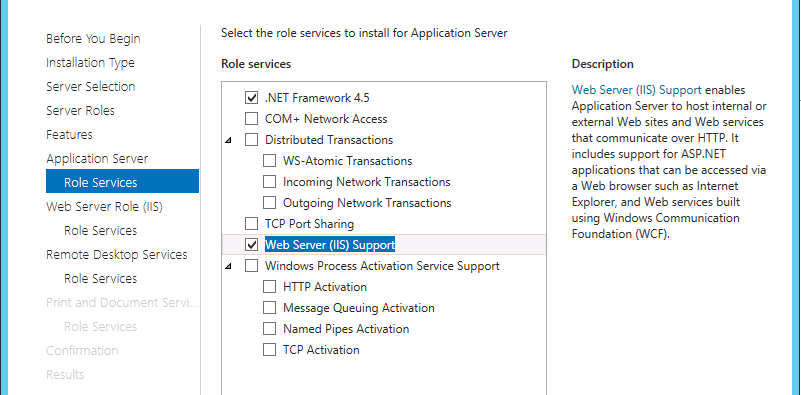 Before You Begin
Installation Type
Server Selection
Server Roles
Features
Application Server
Role Services
Web Server Role (IIS)
Role Services
Remote Desktop Services
Role Services
Print and Document Servi...
Role Services
Confirmation
Results
Select the role services to install for Application Server
Role services
.NET Framework 4.5
COM+ Network Access
Distributed Transactions
WS-Atomic Transactions
Incoming Network Transactions
Outgoing Network Transactions
TCP Port Sharing
Web Server (IIS) Support
Windows Process Activation Service Support
HTTP Activation
Message Queuing Activation
Named Pipes Activation
TCP Activation
Description
Web Server (IIS) Support enables
Application Server to host internal or
external Web sites and Web services
that communicate over HTTP. It
includes support for ASP.NET
applications that can be accessed via
a Web browser such as Internet
Explorer, and Web services built
using Windows Communication
Foundation (WCF).